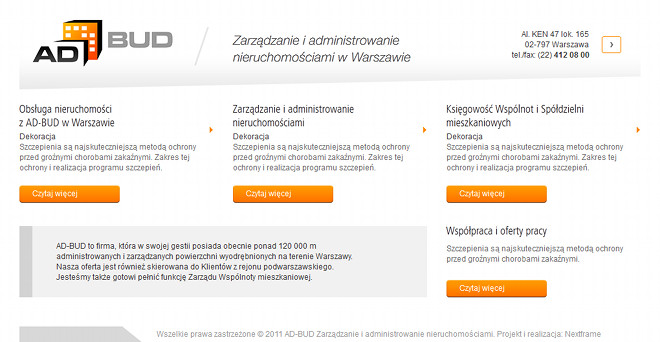 AD BUD
Zarządzanie i administrowanie
nieruchomościami w Warszawie
Al. KEN 47 lok. 165
02-797 Warszawa
tel./fax: (22) 412 08 00
Obsługa nieruchomości
z AD-BUD w Warszawie
Dekoracja
Szczepienia są najskuteczniejszą metodą ochrony
przed groźnymi chorobami zakaźnymi. Zakres tej
ochrony i realizacja programu szczepień.
Czytaj więcej
Zarządzanie i administrowanie
nieruchomościami
Dekoracja
Szczepienia są najskuteczniejszą metodą ochrony
przed groźnymi chorobami zakaźnymi. Zakres tej
ochrony i realizacja programu szczepień.
Czytaj więcej
Księgowość Wspólnot i Spółdzielni
mieszkaniowych
Dekoracja
Szczepienia są najskuteczniejszą metodą ochrony
przed groźnymi chorobami zakaźnymi. Zakres tej
ochrony i realizacja programu szczepień.
Czytaj więcej
AD-BUD to firma, która w swojej gestii posiada obecnie ponad 120 000 m
administrowanych i zarządzanych powierzchni wyodrębnionych na terenie Warszawy.
Nasza oferta jest również skierowana do Klientów z rejonu podwarszawskiego.
Jesteśmy także gotowi pełnić funkcję Zarządu Wspólnoty mieszkaniowej.
Współpraca i oferty pracy
Szczepienia są najskuteczniejszą metodą ochrony
przed groźnymi chorobami zakaźnymi.
Czytaj więcej
Wszelkie prawa zastrzeżone © 2011 AD-BUD Zarządzanie i administrowanie nieruchomościami. Projekt i realizacja: Nextframe